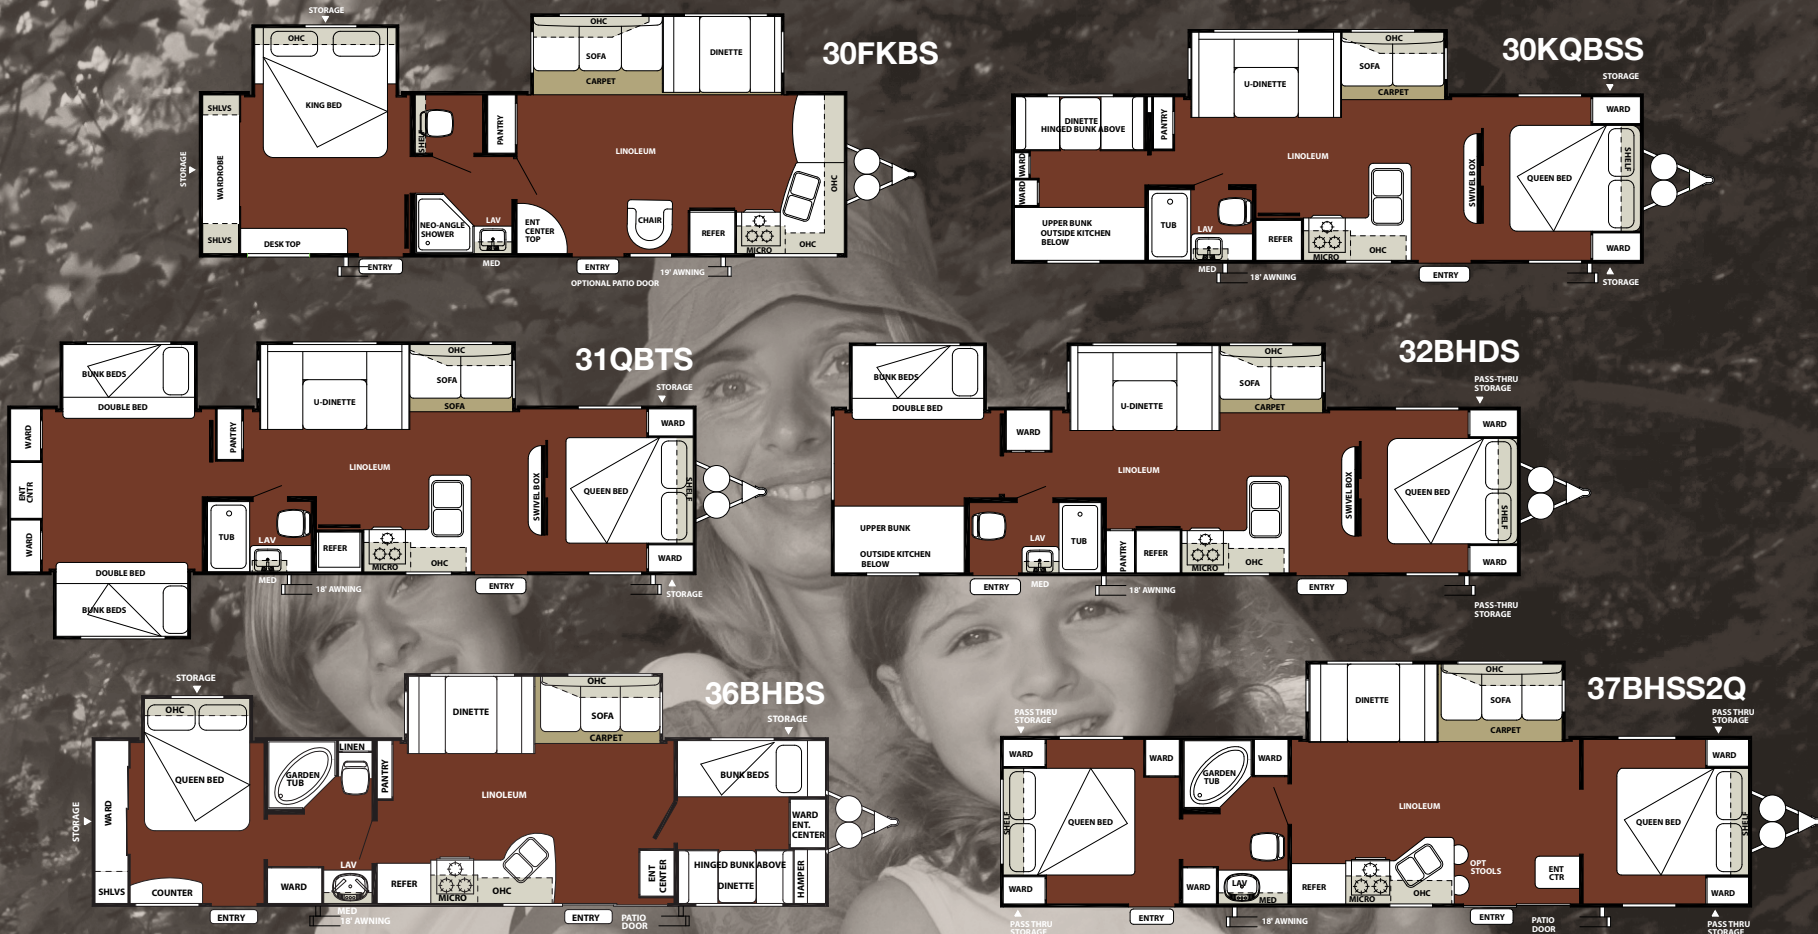 30FKBS
STORAGE
OHC
KING BED
SHLVS
WARDROBE
STORAGE
SHLVS
DESK TOP
ENTRY
SHELF
PANTRY
NEO-ANGLE
SHOWER
LAV
MED
ENT
CENTER
TOP
OHC
SOFA
CARPET
DINETTE
LINOLEUM
CHAIR
REFER
MICRO
OHC
OHC
ENTRY
19' AWNING
OPTIONAL PATIO DOOR
30KQBSS
STORAGE
OHC
U-DINETTE
SOFA
CARPET
DINETTE
HINGED BUNK ABOVE
PANTRY
WARD
WARD
LINOLEUM
UPPER BUNK
OUTSIDE KITCHEN
BELOW
TUB
LAV
MED
REFER
MICRO
OHC
SWIVEL BOX
WARD
SHELF
QUEEN BED
WARD
18' AWNING
ENTRY
STORAGE
31QBTS
STORAGE
BUNK BEDS
DOUBLE BED
U-DINETTE
OHC
SOFA
SOFA
WARD
ENT
CNTR
WARD
PANTRY
LINOLEUM
SWIVEL BOX
WARD
QUEEN BED
SHELF
WARD
TUB
LAV
MED
REFER
MICRO
OHC
DOUBLE BED
BUNK BEDS
18' AWNING
ENTRY
STORAGE
32BHDS
PASS-THRU
STORAGE
BUNK BEDS
DOUBLE BED
U-DINETTE
OHC
SOFA
CARPET
WARD
LINOLEUM
SWIVEL BOX
WARD
QUEEN BED
SHELF
WARD
UPPER BUNK
OUTSIDE KITCHEN
BELOW
LAV
MED
TUB
PANTRY
REFER
MICRO
OHC
ENTRY
18' AWNING
ENTRY
PASS-THRU
STORAGE
36BHBS
STORAGE
STORAGE
OHC
QUEEN BED
WARD
STORAGE
SHLVS
COUNTER
ENTRY
GARDEN
TUB
LINEN
PANTRY
DINETTE
OHC
SOFA
CARPET
LINOLEUM
BUNK BEDS
WARD
ENT.
CENTER
WARD
LAV
MED
18' AWNING
REFER
MICRO
OHC
ENT
CENTER
HINGED BUNK ABOVE
DINETTE
HAMPER
ENTRY
PATIO
DOOR
37BHSS2Q
PASS THRU
STORAGE
PASS THRU
STORAGE
WARD
SHELF
QUEEN BED
WARD
WARD
GARDEN
TUB
WARD
DINETTE
OHC
SOFA
CARPET
LINOLEUM
WARD
QUEEN BED
SHELF
WARD
WARD
LAV
MED
REFER
MICRO
OHC
OPT
STOOLS
ENT
CTR
ENTRY
18' AWNING
ENTRY
PATIO
DOOR
PASS THRU
STORAGE
PASS THRU
STORAGE